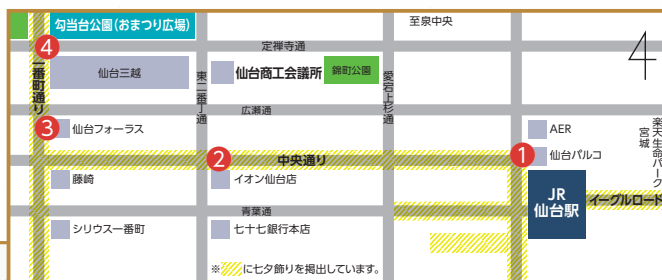 勾当台公園(おまつり広場)
至泉中央
4
定禅寺通
4
一番町通り
仙台三越
東二番丁通
仙台商工会議所
錦町公園
愛宕上杉通
広瀬通
3
仙台フォーラス
AER
楽天生命パーク
宮城
1
仙台パルコ
2
中央通り
藤崎
イオン仙台店
JR
仙台駅
イーグルロード
青葉通
シリウス一番町
七十七銀行本店
※ に七夕飾りを掲出しています。